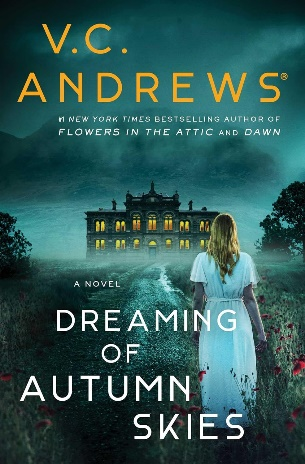 V.C.
ANDREWS®
#1 NEW YORK TIMES BESTSELLING AUTHOR OF
FLOWERS IN THE ATTIC AND DAWN
A NOVEL
DREAMING
OF
AUTUMN
SKIES